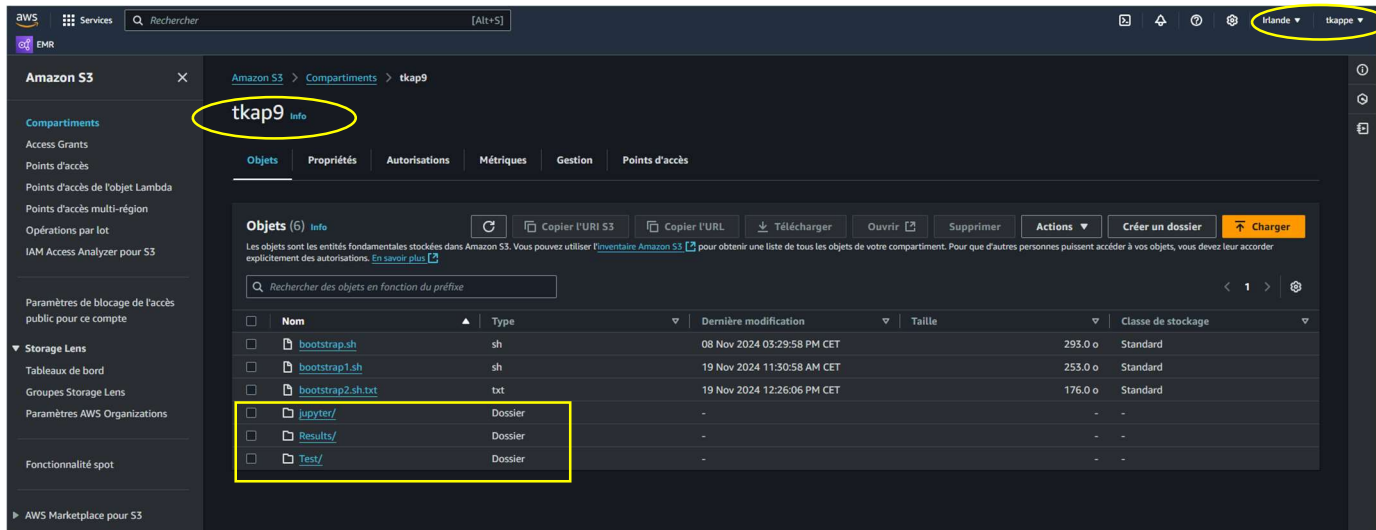 aws Services Rechercher [Alt+S] Irlande ▼ tkappe ▼
EMR
Amazon S3
Compartiments
Access Grants
Points d'accès
Points d'accès de l'objet Lambda
Points d'accès multi-région
Opérations par lot
IAM Access Analyzer pour S3
Paramètres de blocage de l'accès
public pour ce compte
▼ Storage Lens
Tableaux de bord
Groupes Storage Lens
Paramètres AWS Organizations
Fonctionnalité spot
▶ AWS Marketplace pour S3
Amazon S3 > Compartiments > tkap9
tkap9 Info
Objets Propriétés Autorisations Métriques Gestion Points d'accès
Objets (6) Info Copier l'URI S3 Copier l'URL Télécharger Ouvrir Supprimer Actions ▼ Créer un dossier Charger
Les objets sont les entités fondamentales stockées dans Amazon S3. Vous pouvez utiliser l'inventaire Amazon S3 pour obtenir une liste de tous les objets de votre compartiment. Pour que d'autres personnes puissent accéder à vos objets, vous devez leur accorder
explicitement des autorisations. En savoir plus
Rechercher des objets en fonction du préfixe < 1 >
Nom Type Dernière modification Taille Classe de stockage
bootstrap.sh sh 08 Nov 2024 03:29:58 PM CET 293.0 o Standard
bootstrap1.sh sh 19 Nov 2024 11:30:58 AM CET 253.0 o Standard
bootstrap2.sh.txt txt 19 Nov 2024 12:26:06 PM CET 176.0 o Standard
jupyter/ Dossier - - -
Results/ Dossier - - -
Test/ Dossier - - -